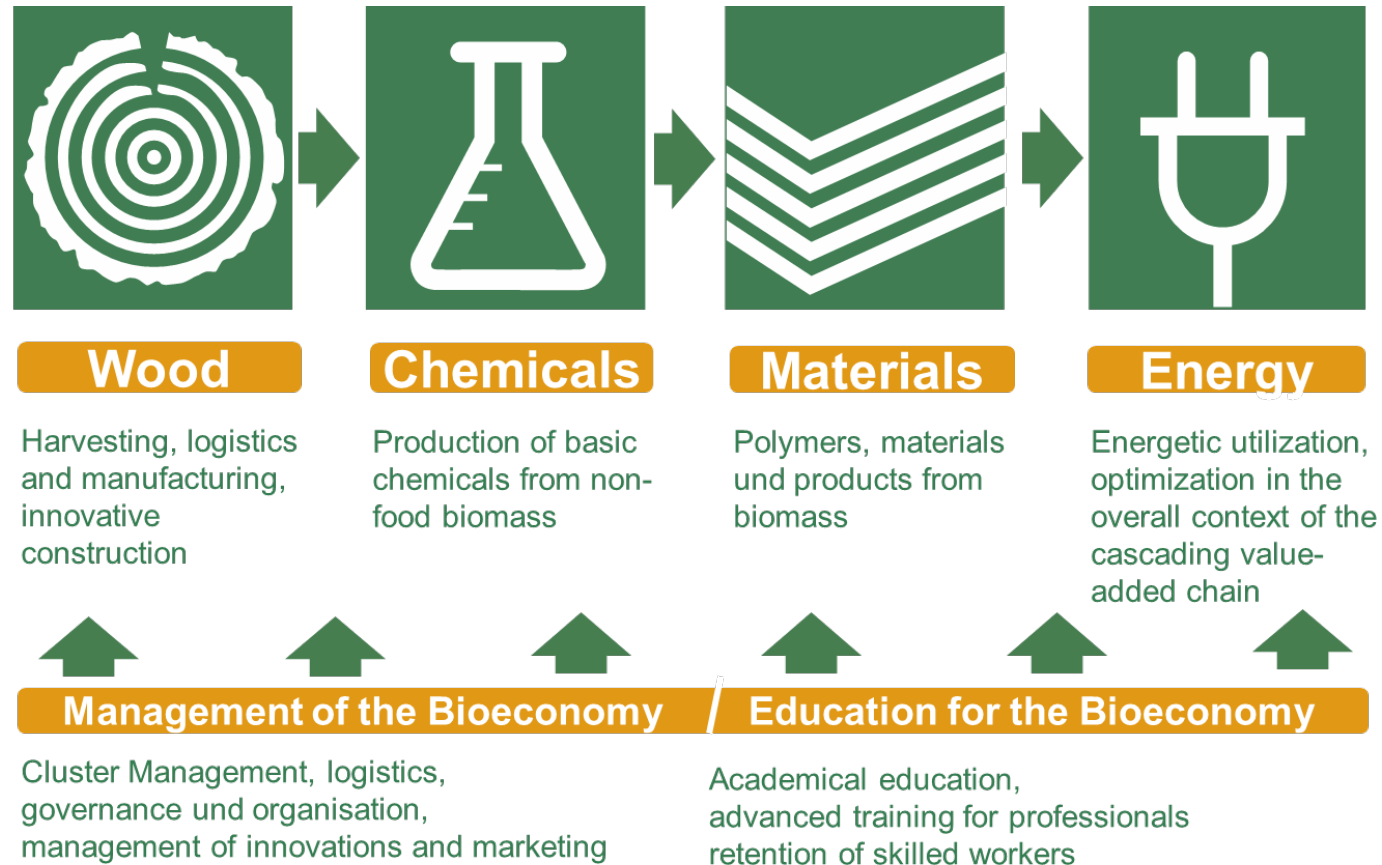 Wood
Harvesting, logistics
and manufacturing,
innovative
construction
Chemicals
Production of basic
chemicals from non-
food biomass
Materials
Polymers, materials
und products from
biomass
Energy
Energetic utilization,
optimization in the
overall context of the
cascading value-
added chain
Management of the Bioeconomy / Education for the Bioeconomy
Cluster Management, logistics,
governance und organisation,
management of innovations and marketing
Academical education,
advanced training for professionals
retention of skilled workers